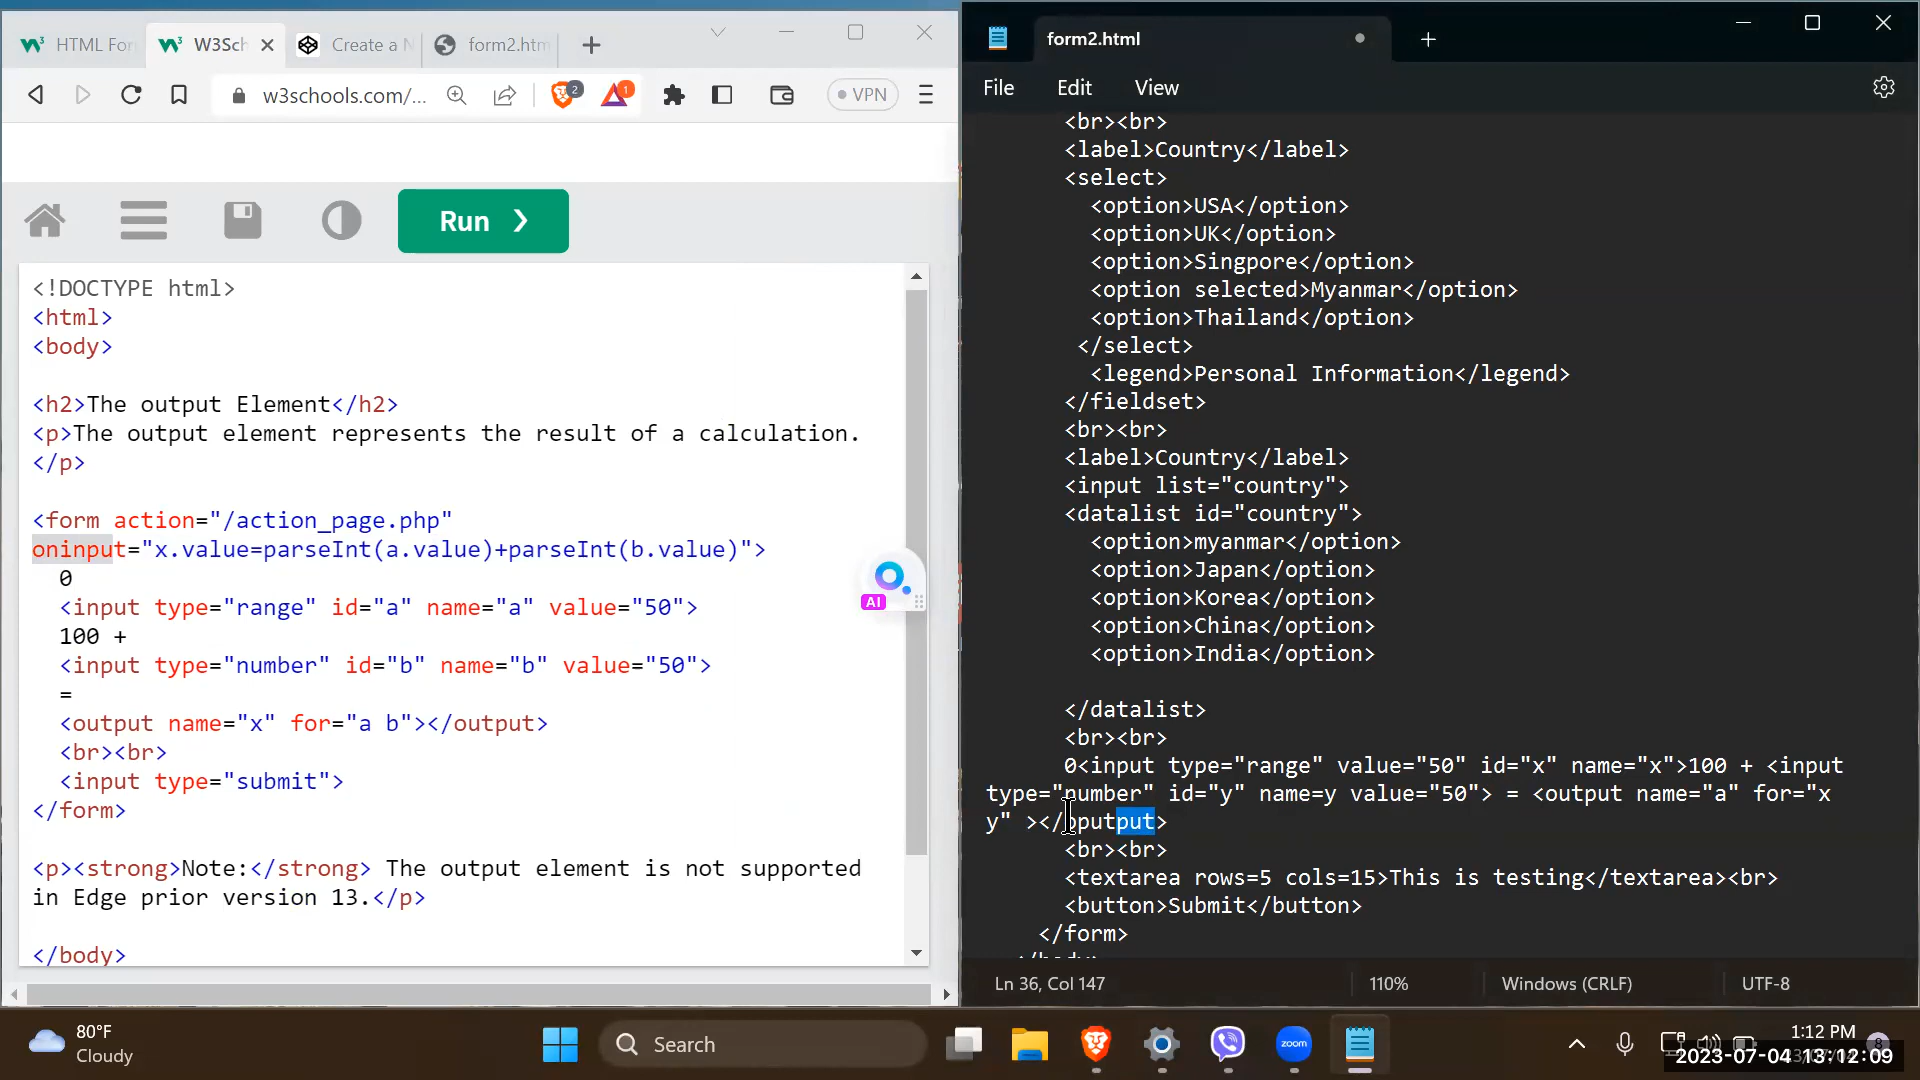 HTML For
W3Sch
Create a N
form2.htm
w3schools.com/...
2
1
VPN
Run ❯
<!DOCTYPE html>
<html>
<body>
<h2>The output Element</h2>
<p>The output element represents the result of a calculation.
</p>
<form action="/action_page.php"
oninput="x.value=parseInt(a.value)+parseInt(b.value)">
0
<input type="range" id="a" name="a" value="50">
100 +
<input type="number" id="b" name="b" value="50">
=
<output name="x" for="a b"></output>
<br><br>
<input type="submit">
</form>
<p><strong>Note:</strong> The output element is not supported
in Edge prior version 13.</p>
</body>
AI
form2.html
File
Edit
View
<br><br>
<label>Country</label>
<select>
<option>USA</option>
<option>UK</option>
<option>Singpore</option>
<option selected>Myanmar</option>
<option>Thailand</option>
</select>
<legend>Personal Information</legend>
</fieldset>
<br><br>
<label>Country</label>
<input list="country">
<datalist id="country">
<option>myanmar</option>
<option>Japan</option>
<option>Korea</option>
<option>China</option>
<option>India</option>
</datalist>
<br><br>
0<input type="range" value="50" id="x" name="x">100 + <input
type="number" id="y" name=y value="50"> = <output name="a" for="x
y" ></oputput>
<br><br>
<textarea rows=5 cols=15>This is testing</textarea><br>
<button>Submit</button>
</form>
Ln 36, Col 147
110%
Windows (CRLF)
UTF-8
80°F
Cloudy
Search
zoom
1:12 PM
8
2023-07-04 13:12:09